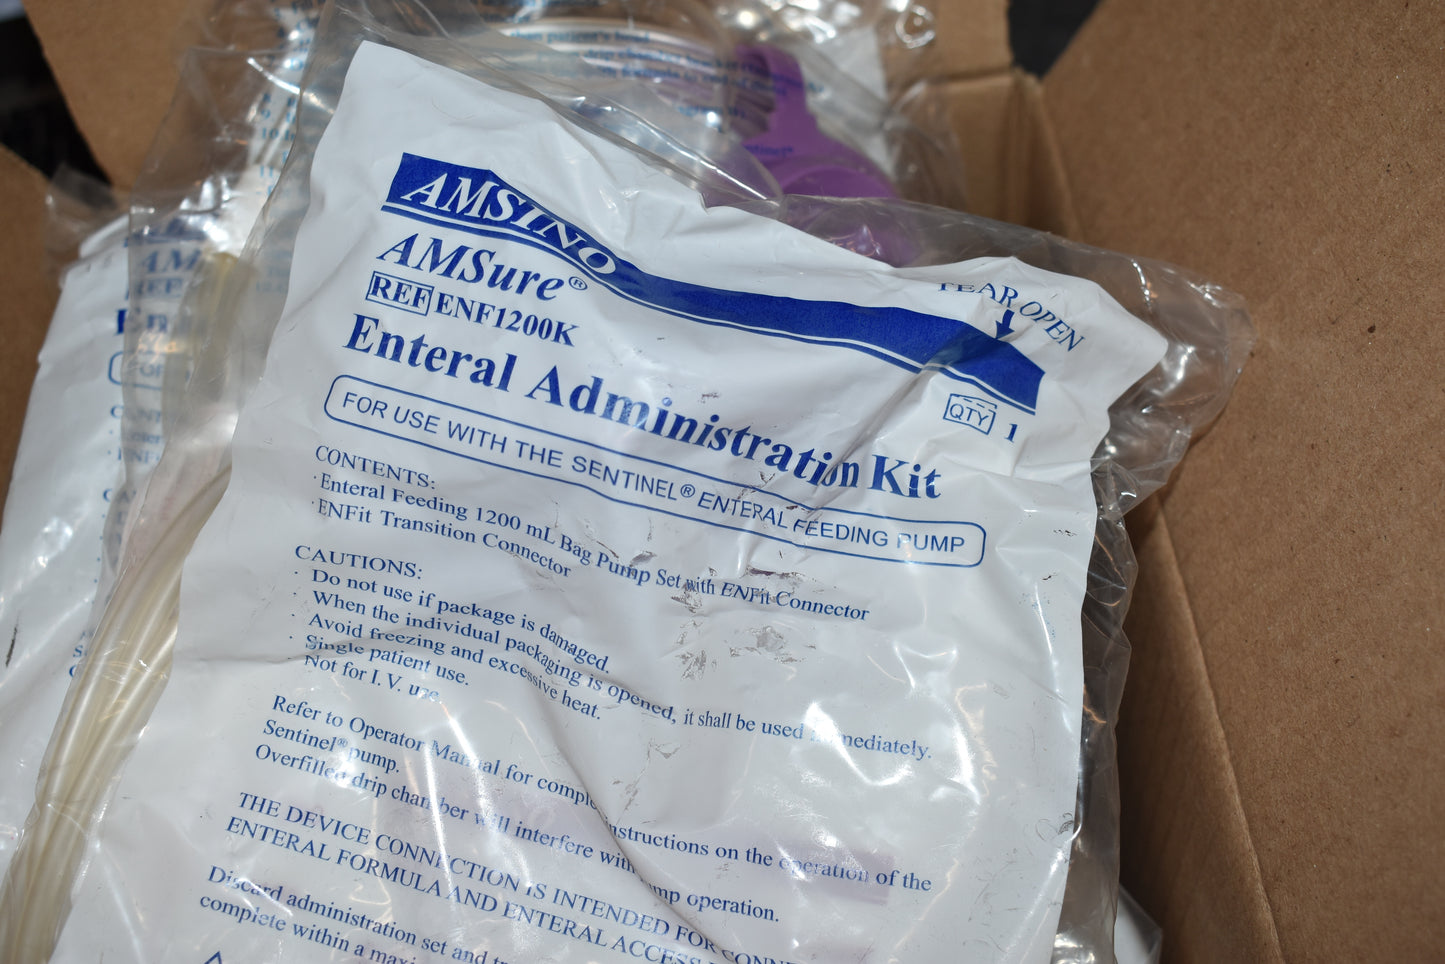 than patient's head.
AMSINO
AMSure®
REF ENF1200K
TEAR OPEN
Enteral Administration Kit
QTY 1
FOR USE WITH THE SENTINEL® ENTERAL FEEDING PUMP
CONTENTS:
· Enteral Feeding 1200 mL Bag Pump Set with ENFit Connector
· ENFit Transition Connector
CAUTIONS:
· Do not use if package is damaged.
· When the individual packaging is opened, it shall be used immediately.
· Avoid freezing and excessive heat.
· Single patient use.
· Not for I.V. use.
Refer to Operator Manual for complete instructions on the operation of the
Sentinel® pump.
Overfilled drip chamber will interfere with pump operation.
THE DEVICE CONNECTION IS INTENDED FOR
ENTERAL FORMULA AND ENTERAL ACCESS
Discard administration set and
complete within a